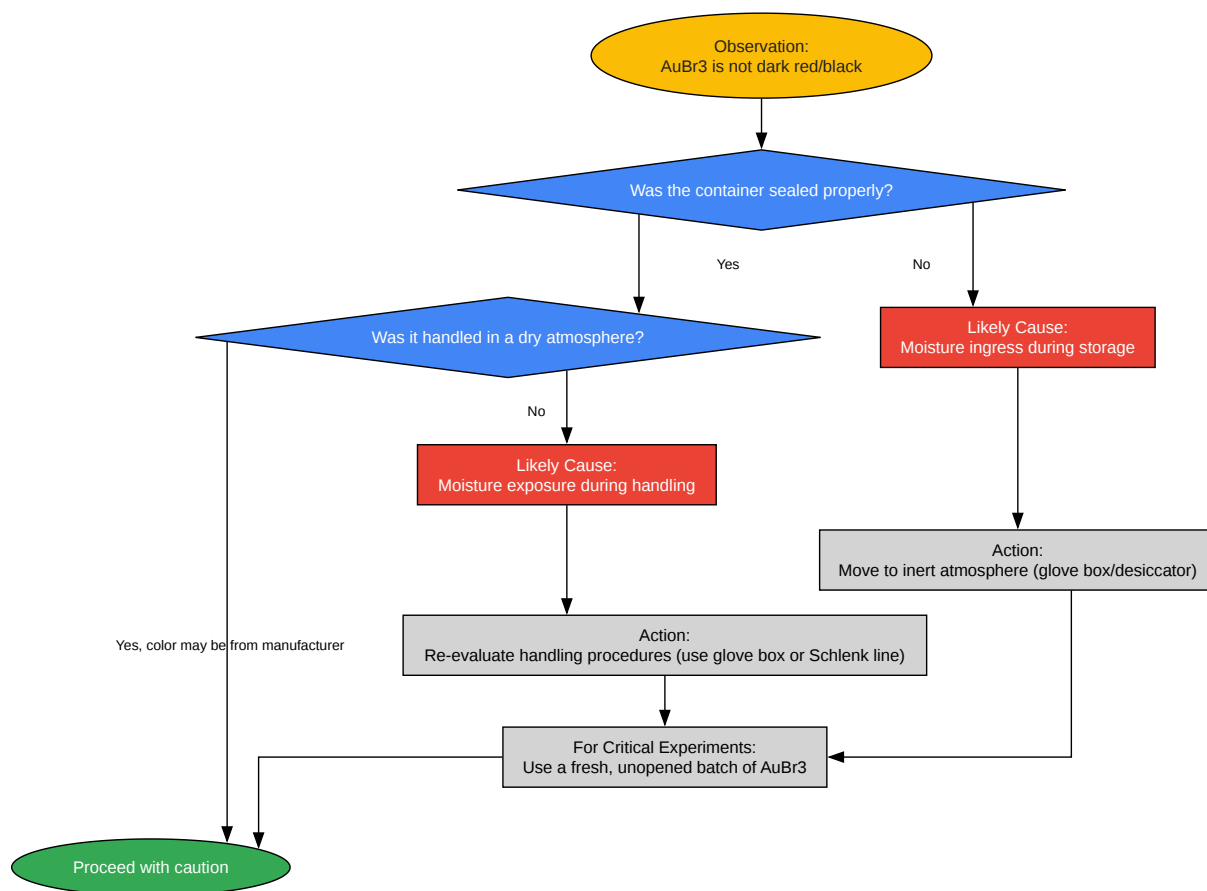 Observation:
AuBr3 is not dark red/black
Was the container sealed properly?
Yes
No
Was it handled in a dry atmosphere?
Likely Cause:
Moisture ingress during storage
No
Likely Cause:
Moisture exposure during handling
Action:
Move to inert atmosphere (glove box/desiccator)
Yes, color may be from manufacturer
Action:
Re-evaluate handling procedures (use glove box or Schlenk line)
For Critical Experiments:
Use a fresh, unopened batch of AuBr3
Proceed with caution